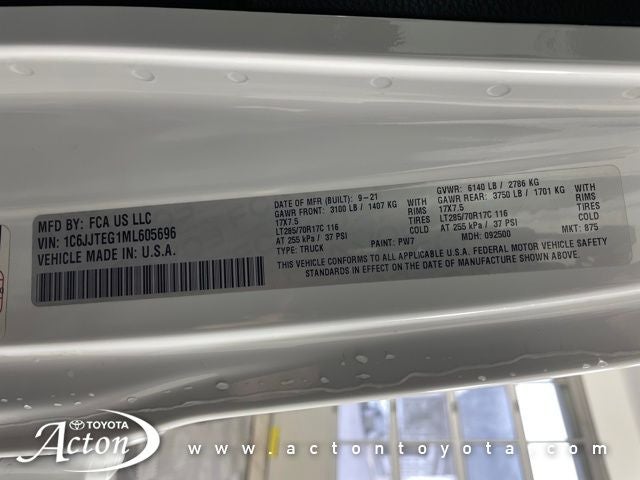 MFD BY: FCA US LLC
VIN: 1C6JJTEG1ML605696
VEHICLE MADE IN: U.S.A.
DATE OF MFR (BUILT): 9-21
GAWR FRONT: 3100 LB / 1407 KG WITH
17X7.5 RIMS
LT285/70R17C 116 TIRES
AT 255 kPa / 37 PSI COLD
TYPE: TRUCK PAINT: PW7
GVWR: 6140 LB / 2786 KG
GAWR REAR: 3750 LB / 1701 KG WITH
17X7.5 RIMS
LT285/70R17C 116 TIRES
AT 255 kPa / 37 PSI COLD
MDH: 092500 MKT: 875
THIS VEHICLE CONFORMS TO ALL APPLICABLE U.S.A. FEDERAL MOTOR VEHICLE SAFETY
STANDARDS IN EFFECT ON THE DATE OF MANUFACTURE SHOWN ABOVE.
TOYOTA
Acton
www.actontoyota.com